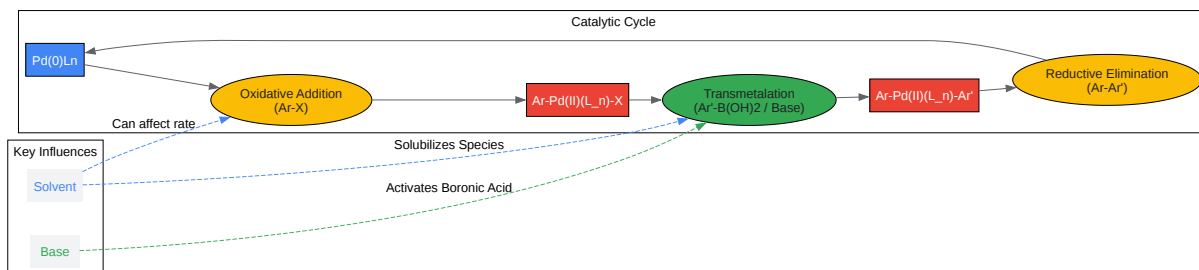 Catalytic Cycle
Pd(0)Ln
Oxidative Addition
(Ar-X)
Ar-Pd(II)(L_n)-X
Transmetalation
(Ar'-B(OH)2 / Base)
Ar-Pd(II)(L_n)-Ar'
Reductive Elimination
(Ar-Ar')
Can affect rate
Key Influences
Solubilizes Species
Solvent
Activates Boronic Acid
Base